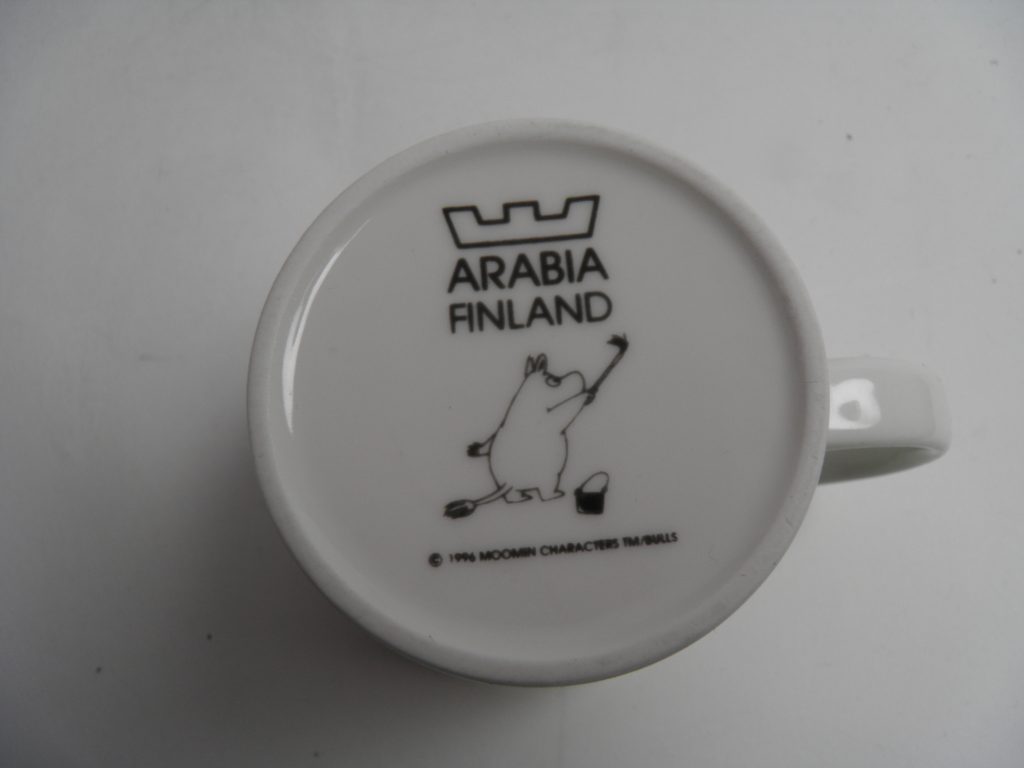 ARABIA
FINLAND
© 1996 MOOMIN CHARACTERS TM/BULLS